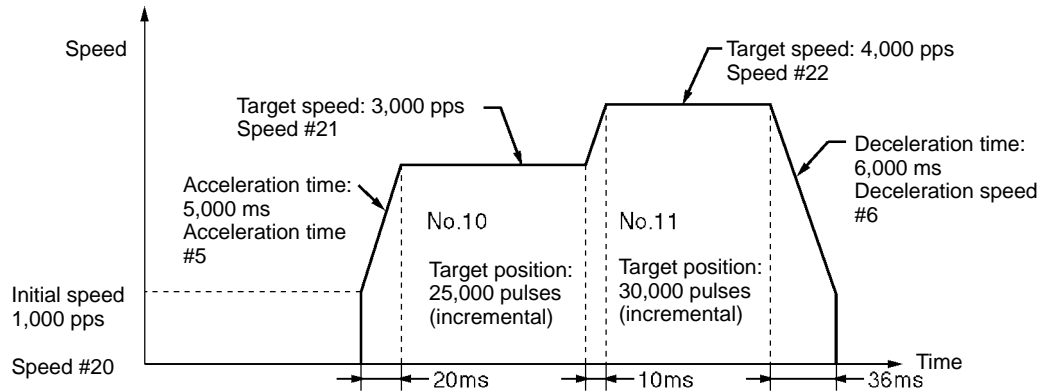 Speed
Target speed: 4,000 pps
Speed #22
Target speed: 3,000 pps
Speed #21
Deceleration time:
6,000 ms
Deceleration speed
#6
Acceleration time:
5,000 ms
Acceleration time
#5
No.10
No.11
Target position:
25,000 pulses
(incremental)
Target position:
30,000 pulses
(incremental)
Initial speed
1,000 pps
Speed #20
Time
20ms
10ms
36ms